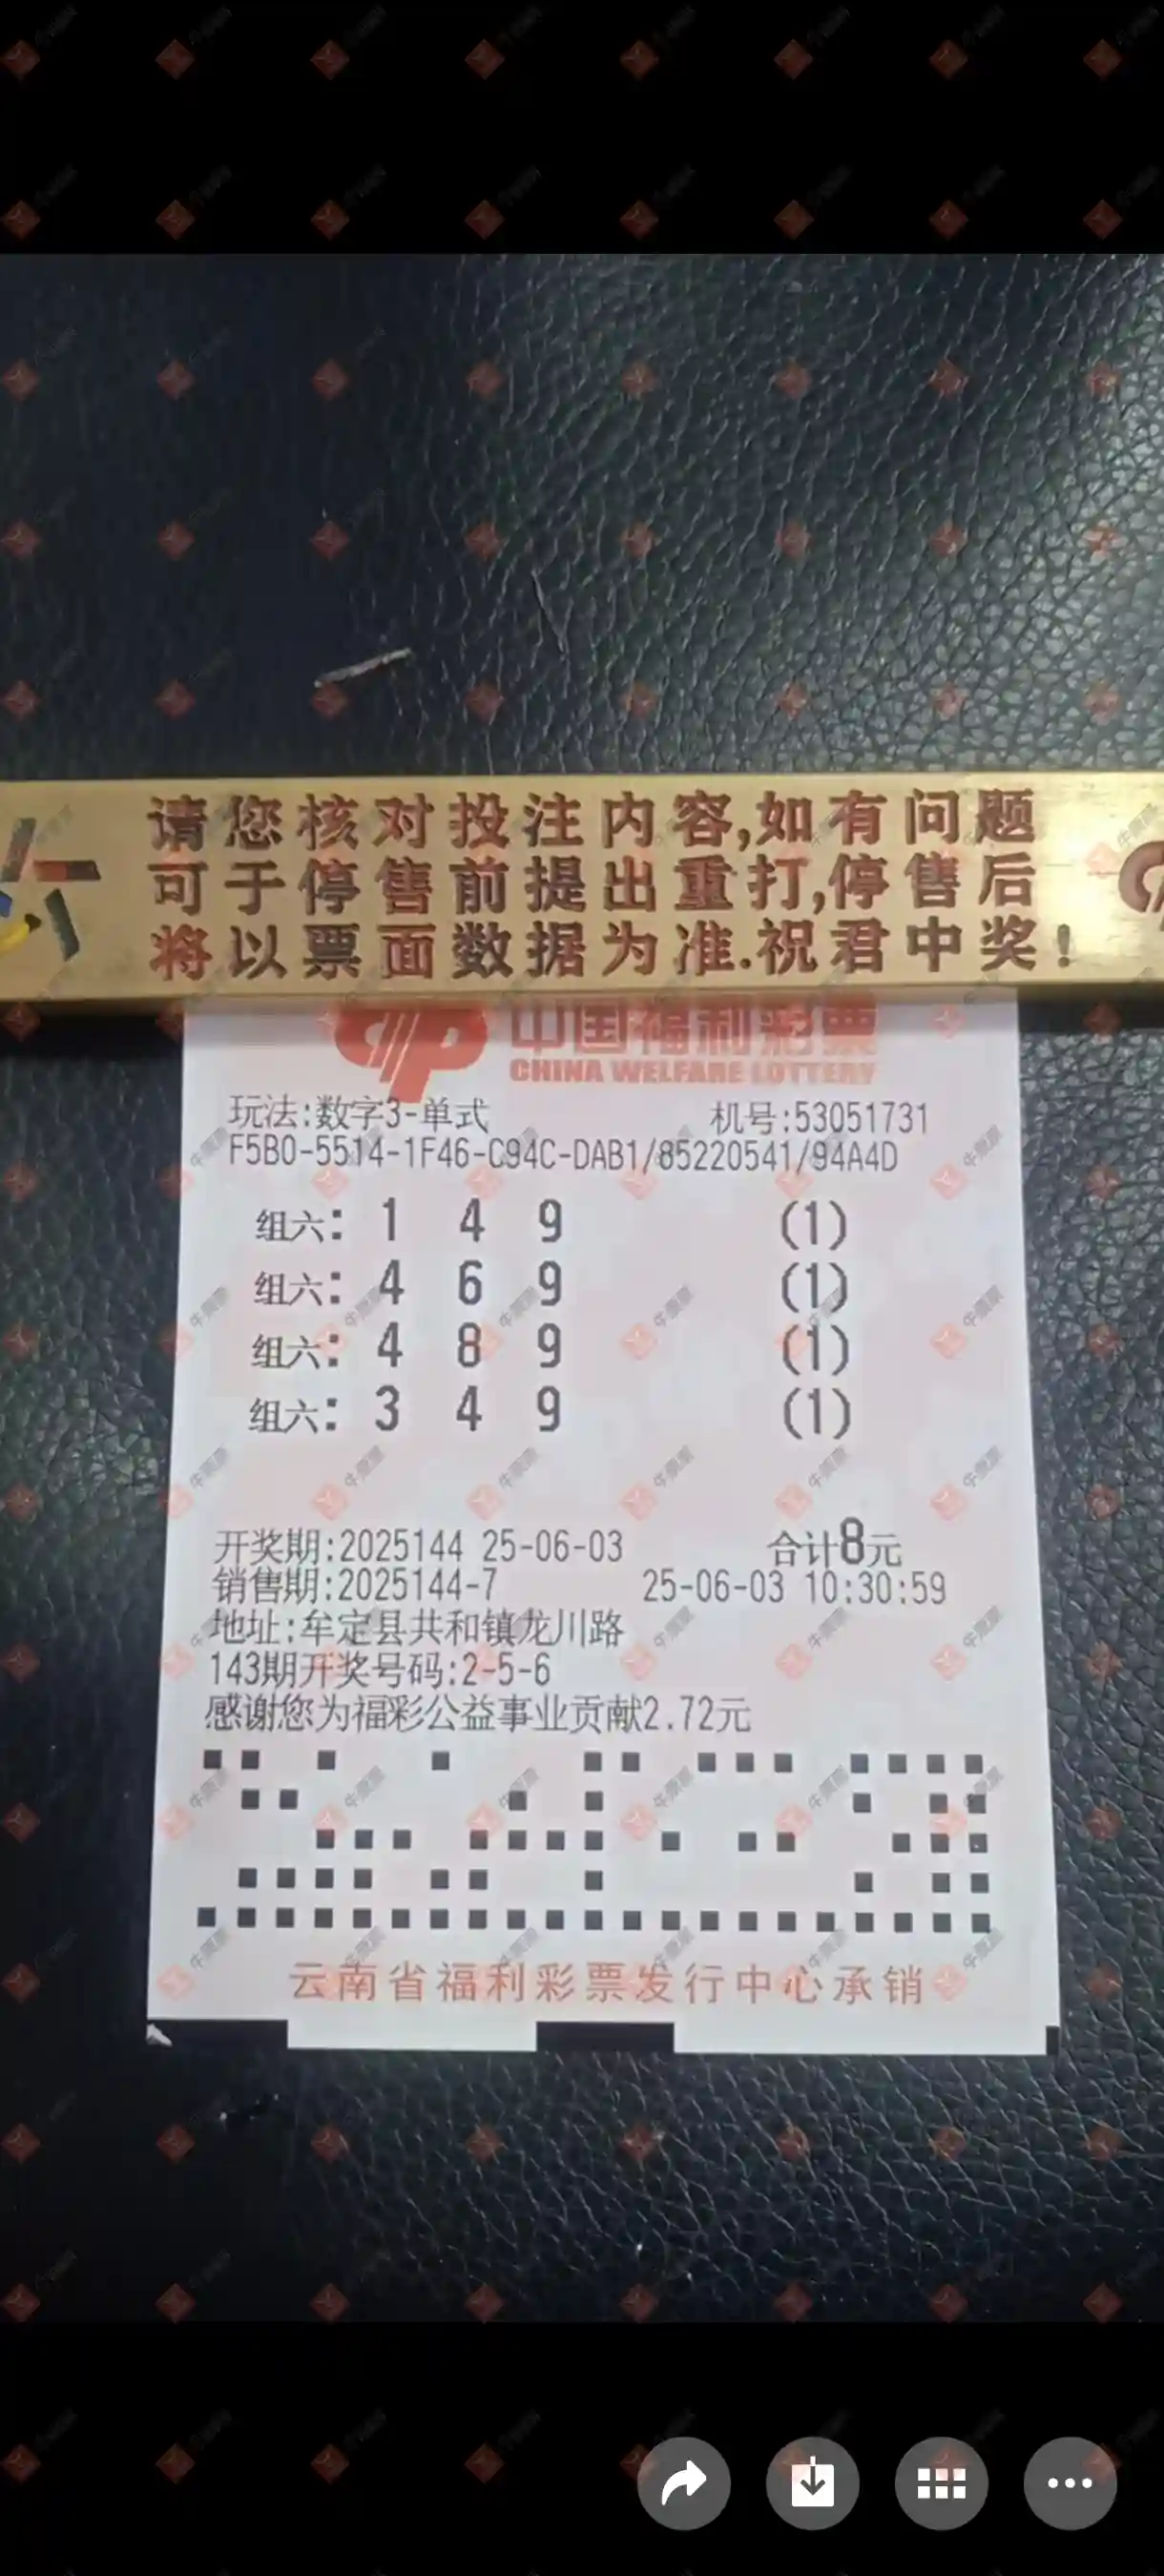 请您核对投注内容,如有问题
可于停售前提出重打,停售后
将以票面数据为准.祝君中奖!
中国福利彩票
CHINA WELFARE LOTTERY
玩法:数字3-单式 机号:53051731
F5B0-5514-1F46-C94C-DAB1/85220541/94A4D
组六: 1 4 9 (1)
组六: 4 6 9 (1)
组六: 4 8 9 (1)
组六: 3 4 9 (1)
开奖期:2025144 25-06-03 合计8元
销售期:2025144-7 25-06-03 10:30:59
地址:牟定县共和镇龙川路
143期开奖号码:2-5-6
感谢您为福彩公益事业贡献2.72元
云南省福利彩票发行中心承销